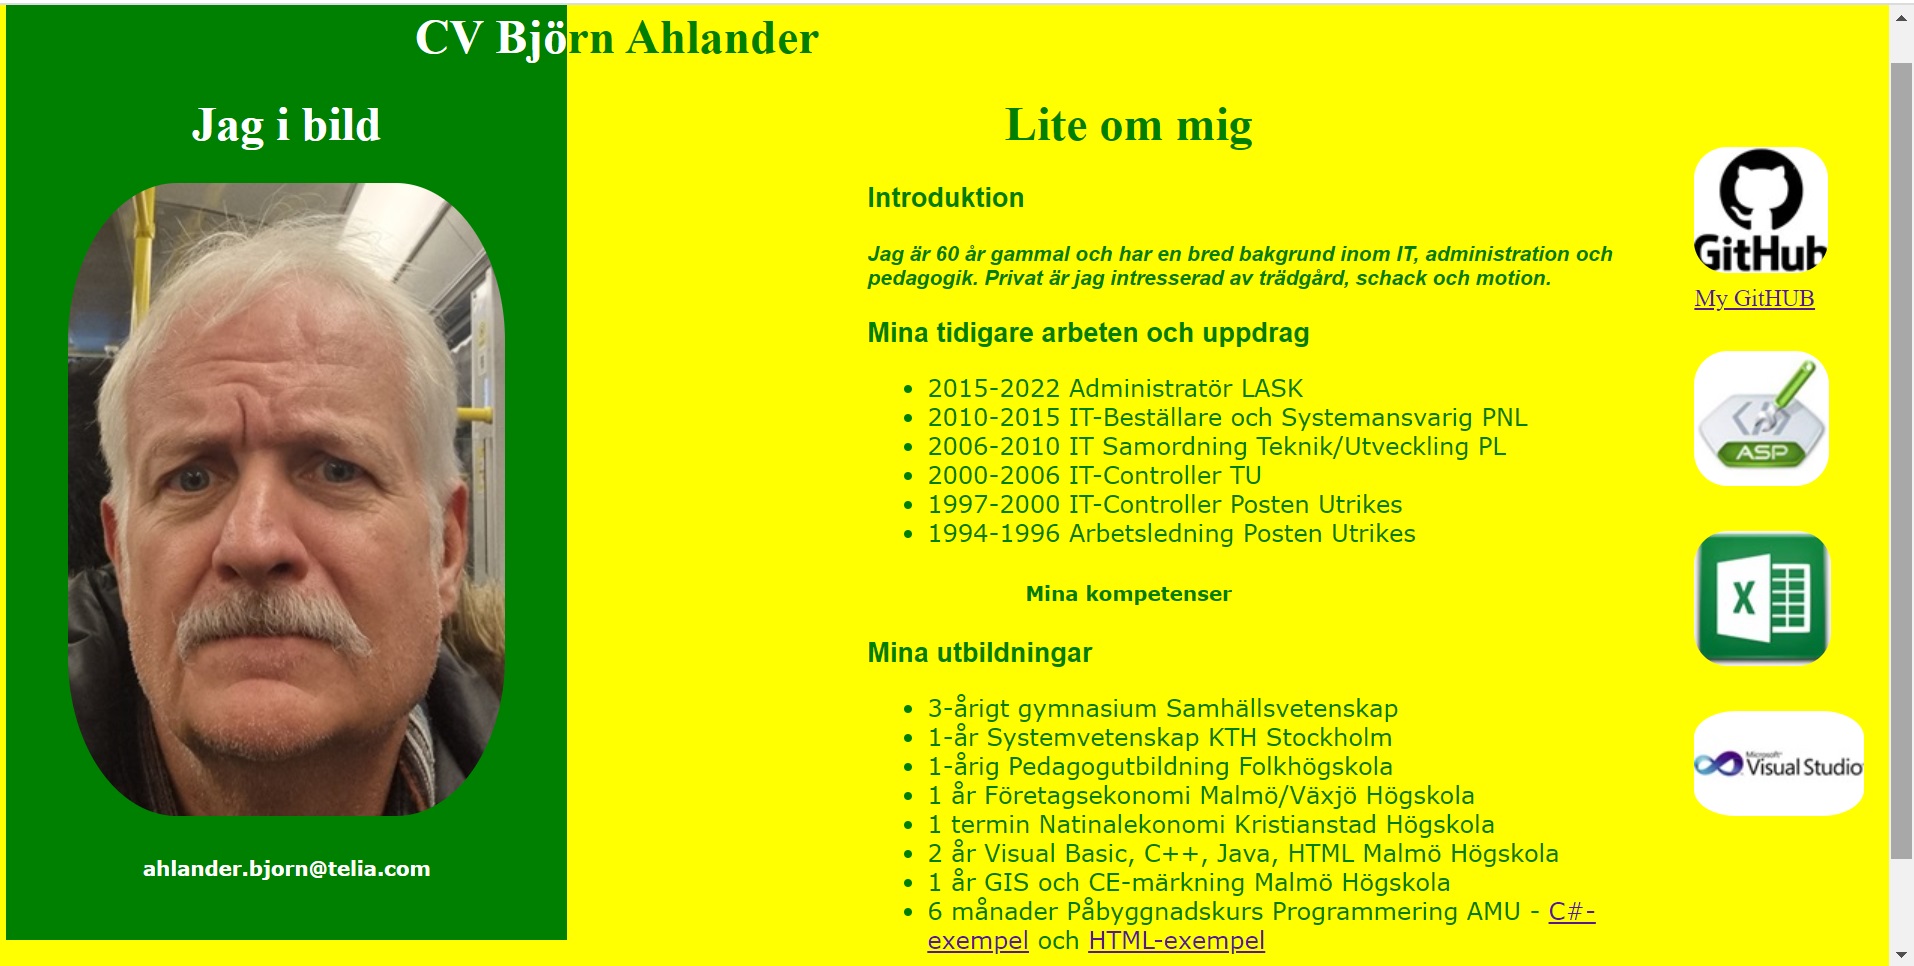 CV Björn Ahlander
Jag i bild
ahlander.bjorn@telia.com
Lite om mig
Introduktion
Jag är 60 år gammal och har en bred bakgrund inom IT, administration och
pedagogik. Privat är jag intresserad av trädgård, schack och motion.
Mina tidigare arbeten och uppdrag
2015-2022 Administratör LASK
2010-2015 IT-Beställare och Systemansvarig PNL
2006-2010 IT Samordning Teknik/Utveckling PL
2000-2006 IT-Controller TU
1997-2000 IT-Controller Posten Utrikes
1994-1996 Arbetsledning Posten Utrikes
Mina kompetenser
Mina utbildningar
3-årigt gymnasium Samhällsvetenskap
1-år Systemvetenskap KTH Stockholm
1-årig Pedagogutbildning Folkhögskola
1 år Företagsekonomi Malmö/Växjö Högskola
1 termin Natinalekonomi Kristianstad Högskola
2 år Visual Basic, C++, Java, HTML Malmö Högskola
1 år GIS och CE-märkning Malmö Högskola
6 månader Påbyggnadskurs Programmering AMU - C#-
exempel och HTML-exempel
GitHub
My GitHUB
ASP
X
Microsoft
Visual Studio